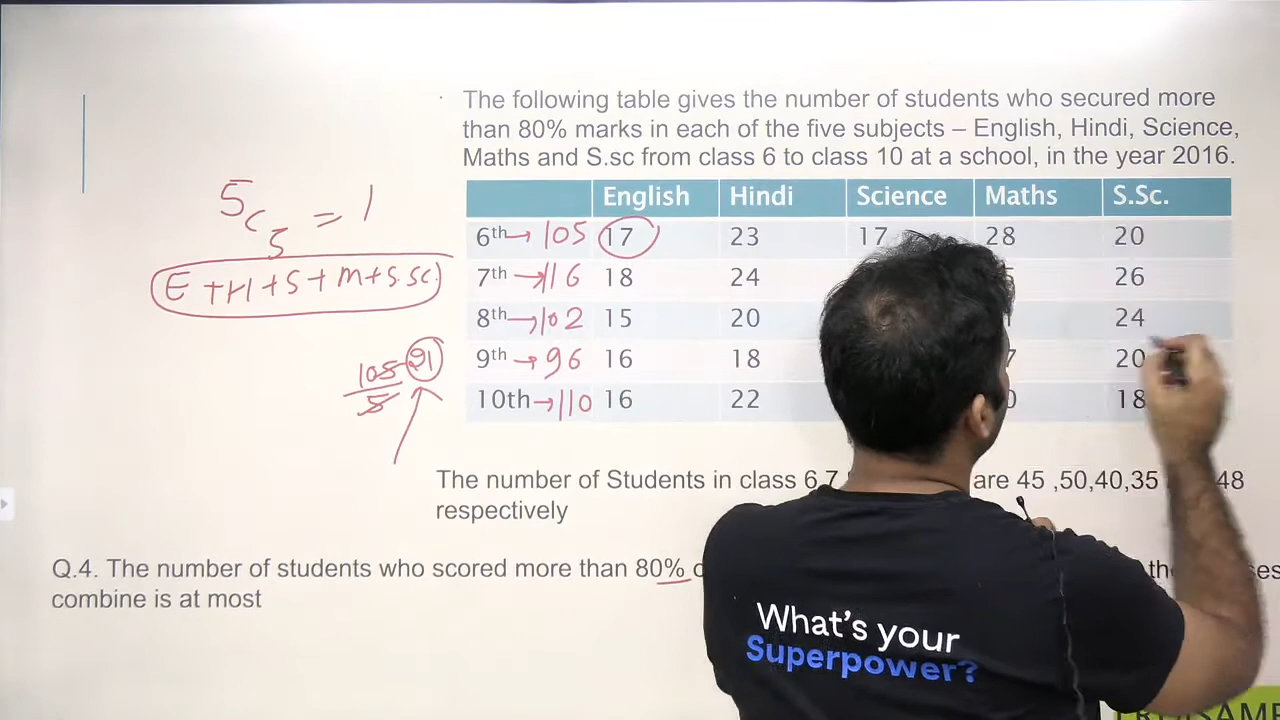 The following table gives the number of students who secured more
than 80% marks in each of the five subjects – English, Hindi, Science,
Maths and S.sc from class 6 to class 10 at a school, in the year 2016.
English Hindi Science Maths S.Sc.
6th → 105 17 23 17 28 20
7th → 116 18 24 26
8th → 102 15 20 24
9th → 96 16 18 20
10th → 110 16 22 18
5c5 = 1
E + H + S + M + S.Sc.
105
5
21
The number of Students in class 6,7 are 45 ,50,40,35 48
respectively
Q.4. The number of students who scored more than 80%
combine is at most
What's your
Superpower?